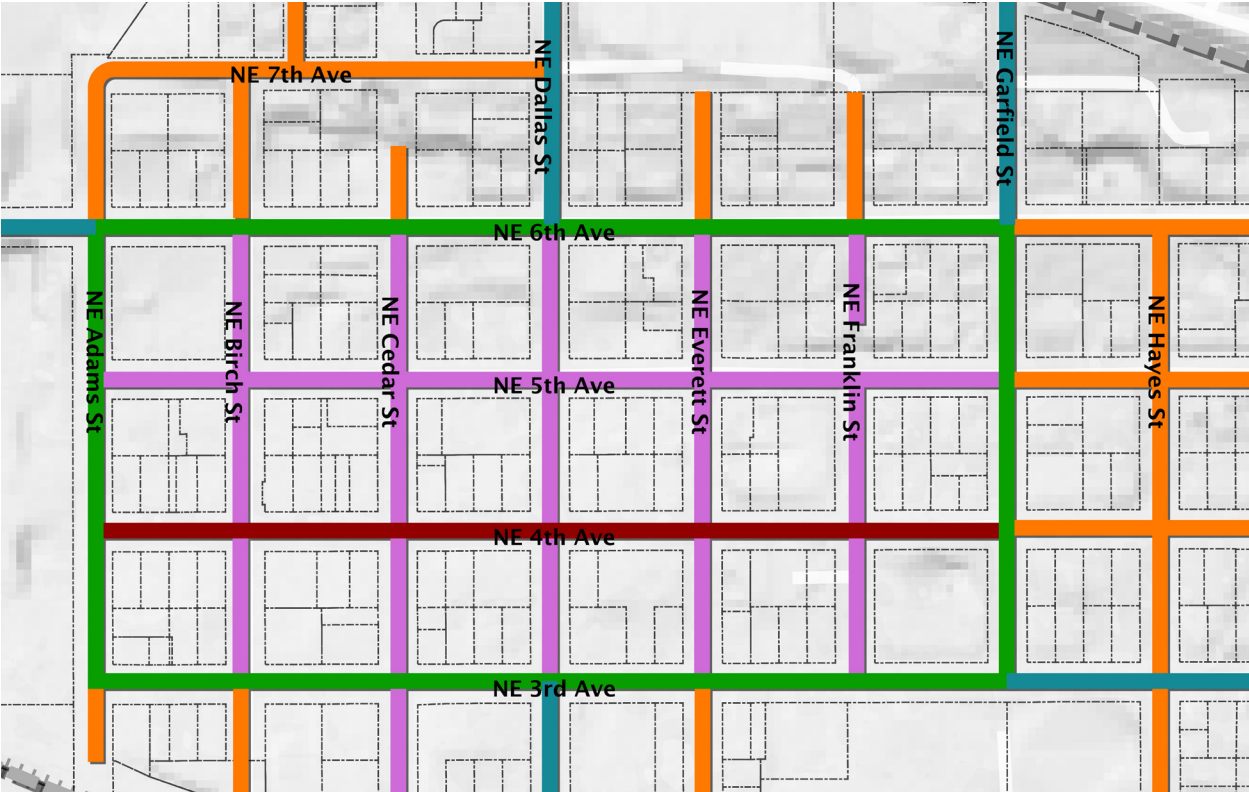 NE 7th Ave
NE Dallas St
NE Garfield St
NE 6th Ave
NE Adams St
NE Birch St
NE Cedar St
NE Everett St
NE Franklin St
NE Hayes St
NE 5th Ave
NE 4th Ave
NE 3rd Ave